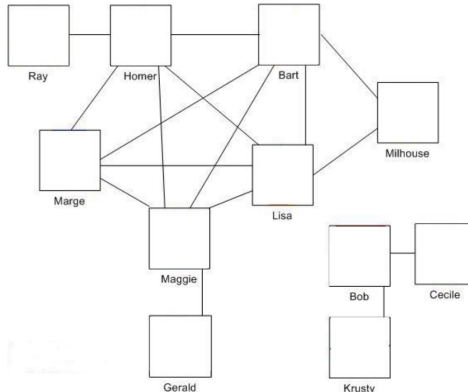 Ray
Homer
Bart
Milhouse
Marge
Lisa
Maggie
Bob
Cecile
Gerald
Krusty